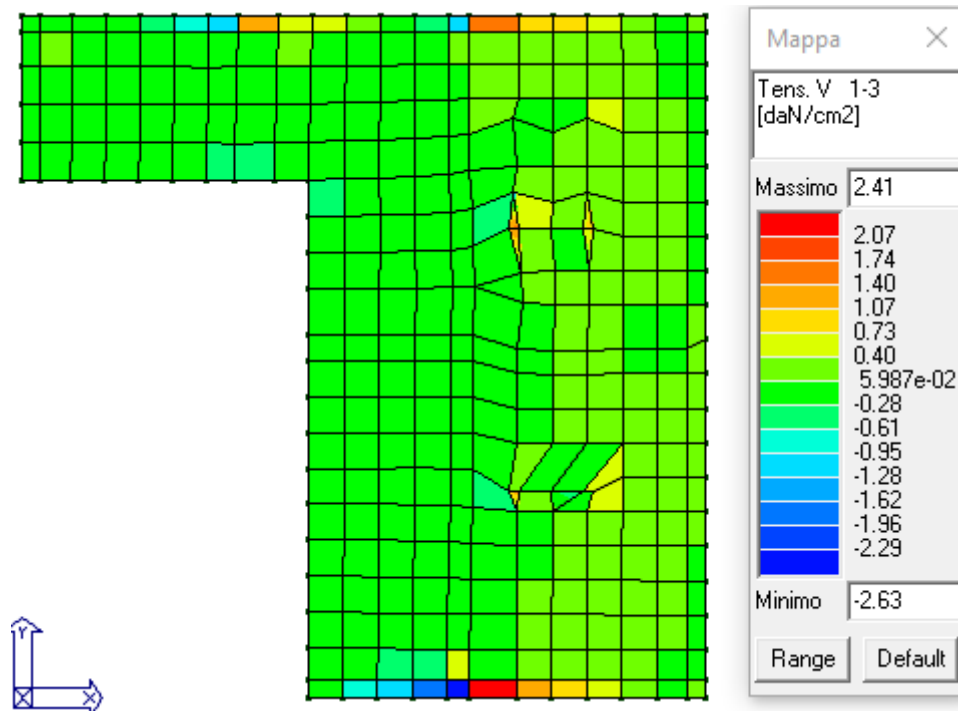 Mappa
Tens. V 1-3
[daN/cm2]
Massimo 2.41
2.07
1.74
1.40
1.07
0.73
0.40
5.987e-02
-0.28
-0.61
-0.95
-1.28
-1.62
-1.96
-2.29
Minimo -2.63
Range Default
Y
X